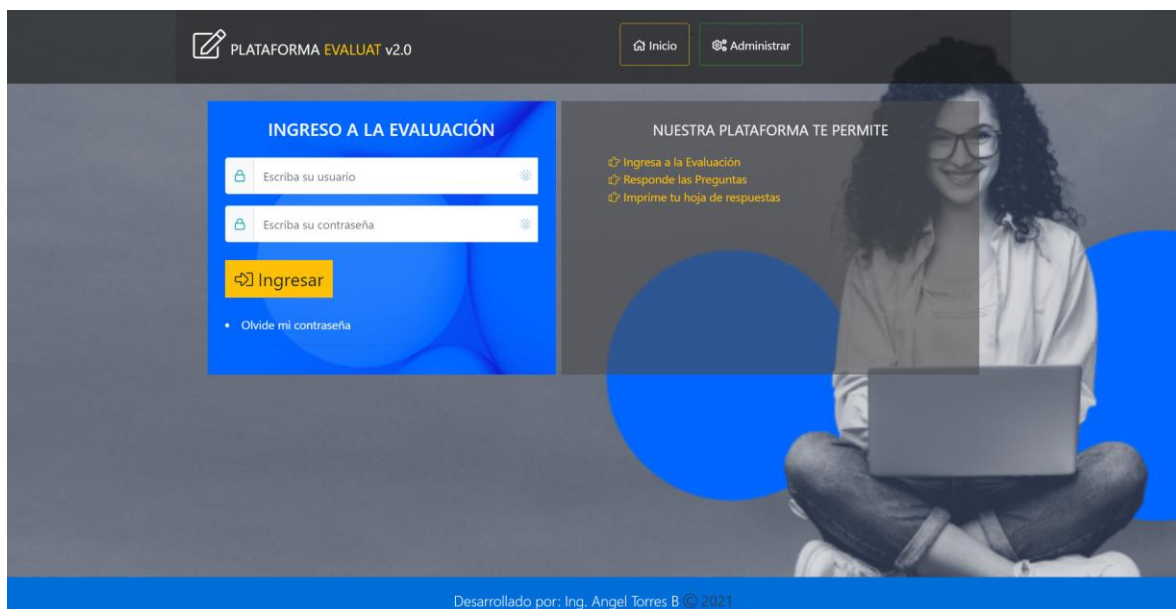 PLATAFORMA EVALUAT v2.0
Inicio
Administrar
INGRESO A LA EVALUACIÓN
Escriba su usuario
Escriba su contraseña
Ingresar
Olvide mi contraseña
NUESTRA PLATAFORMA TE PERMITE
Ingresa a la Evaluación
Responde las Preguntas
Imprime tu hoja de respuestas
Desarrollado por: Ing. Angel Torres B © 2021